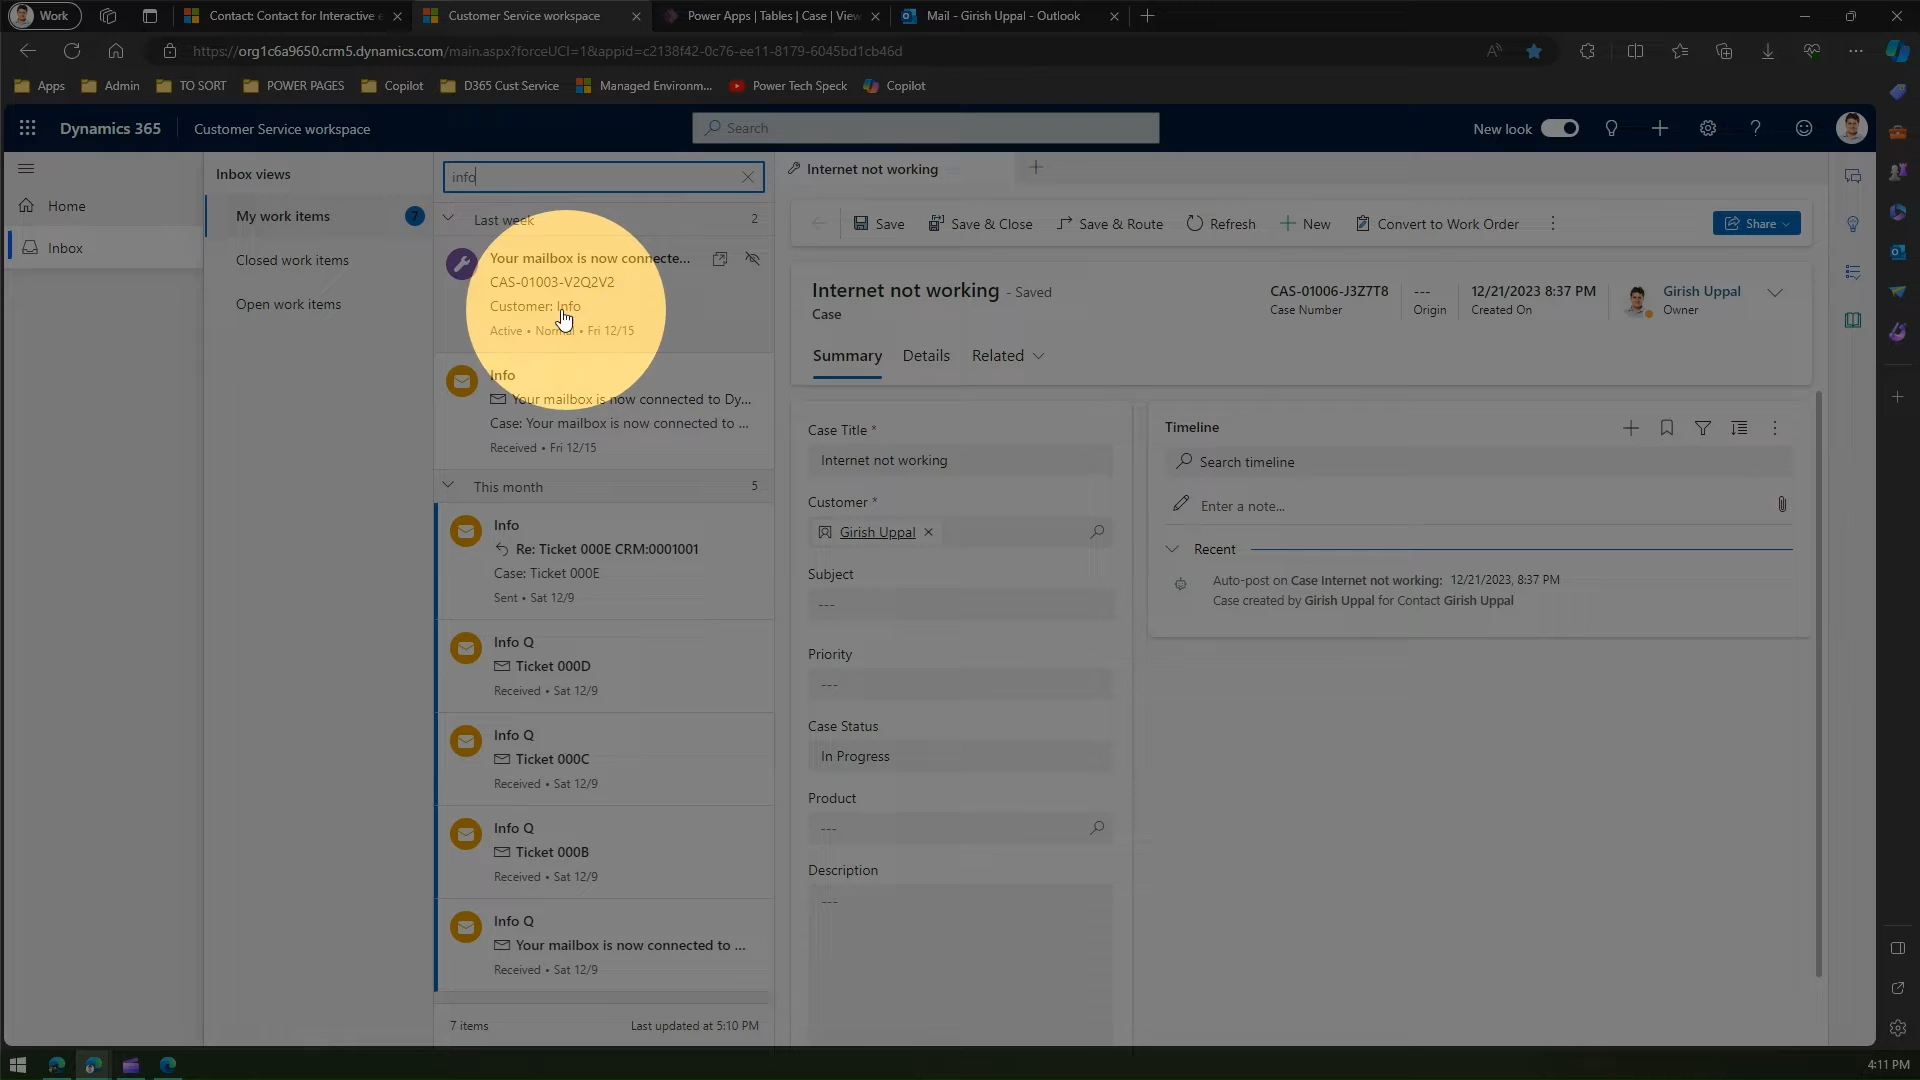 Work
Contact: Contact for Interactive e
Customer Service workspace
Power Apps | Tables | Case | View
Mail - Girish Uppal - Outlook
https://org1c6a9650.crm5.dynamics.com/main.aspx?forceUCI=1&appid=c2138f42-0c76-ee11-8179-6045bd1cb46d
Apps
Admin
TO SORT
POWER PAGES
Copilot
D365 Cust Service
Managed Environm...
Power Tech Speck
Copilot
Dynamics 365
Customer Service workspace
Search
New look
Home
Inbox
Inbox views
My work items
7
Closed work items
Open work items
info
Last week
2
Your mailbox is now connecte...
CAS-01003-V2Q2V2
Customer: Info
Active • Normal • Fri 12/15
Info
Your mailbox is now connected to Dy...
Case: Your mailbox is now connected to ...
Received • Fri 12/15
This month
5
Info
Re: Ticket 000E CRM:0001001
Case: Ticket 000E
Sent • Sat 12/9
Info Q
Ticket 000D
Received • Sat 12/9
Info Q
Ticket 000C
Received • Sat 12/9
Info Q
Ticket 000B
Received • Sat 12/9
Info Q
Your mailbox is now connected to ...
Received • Sat 12/9
7 items
Last updated at 5:10 PM
Internet not working
Save
Save & Close
Save & Route
Refresh
New
Convert to Work Order
Share
Internet not working - Saved
Case
CAS-01006-J3Z7T8
Case Number
---
Origin
12/21/2023 8:37 PM
Created On
Girish Uppal
Owner
Summary
Details
Related
Case Title *
Internet not working
Customer *
Girish Uppal
Subject
---
Priority
---
Case Status
In Progress
Product
---
Description
---
Timeline
Search timeline
Enter a note...
Recent
Auto-post on Case Internet not working: 12/21/2023, 8:37 PM
Case created by Girish Uppal for Contact Girish Uppal
4:11 PM